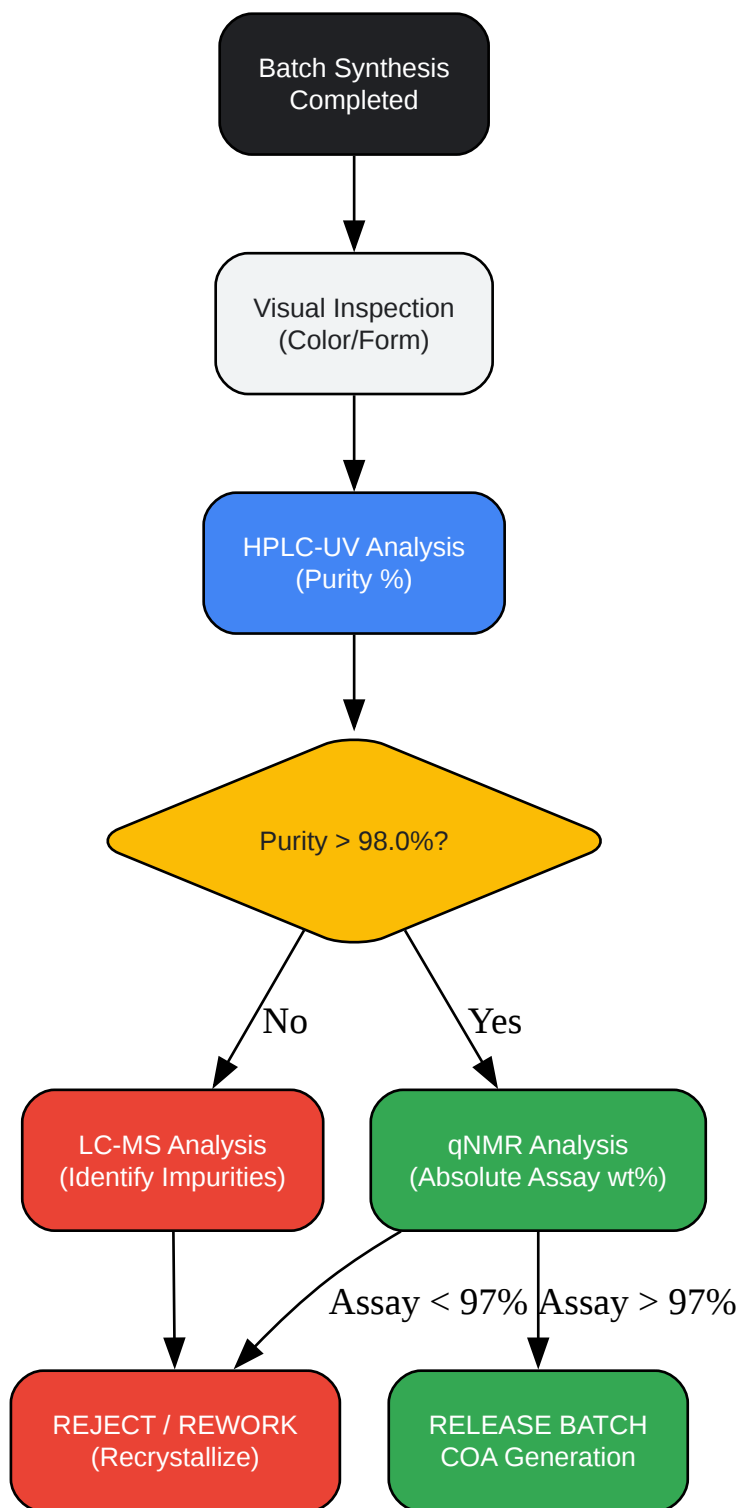 Batch Synthesis
Completed
Visual Inspection
(Color/Form)
HPLC-UV Analysis
(Purity %)
Purity > 98.0%?
No
Yes
LC-MS Analysis
(Identify Impurities)
qNMR Analysis
(Absolute Assay wt%)
Assay < 97%
Assay > 97%
REJECT / REWORK
(Recrystallize)
RELEASE BATCH
COA Generation